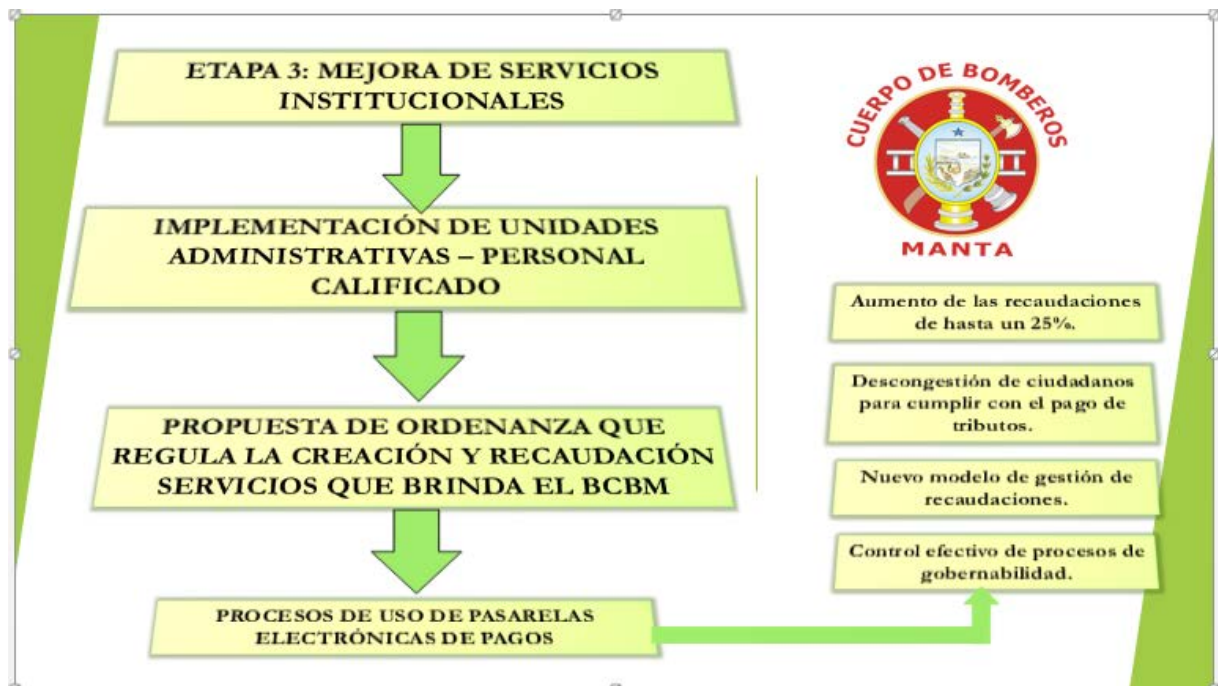 ETAPA 3: MEJORA DE SERVICIOS
INSTITUCIONALES
IMPLEMENTACIÓN DE UNIDADES
ADMINISTRATIVAS – PERSONAL
CALIFICADO
PROPUESTA DE ORDENANZA QUE
REGULA LA CREACIÓN Y RECAUDACIÓN
SERVICIOS QUE BRINDA EL BCBM
PROCESOS DE USO DE PASARELAS
ELECTRÓNICAS DE PAGOS
CUERPO DE BOMBEROS
MANTA
Aumento de las recaudaciones
de hasta un 25%.
Descongestión de ciudadanos
para cumplir con el pago de
tributos.
Nuevo modelo de gestión de
recaudaciones.
Control efectivo de procesos de
gobernabilidad.